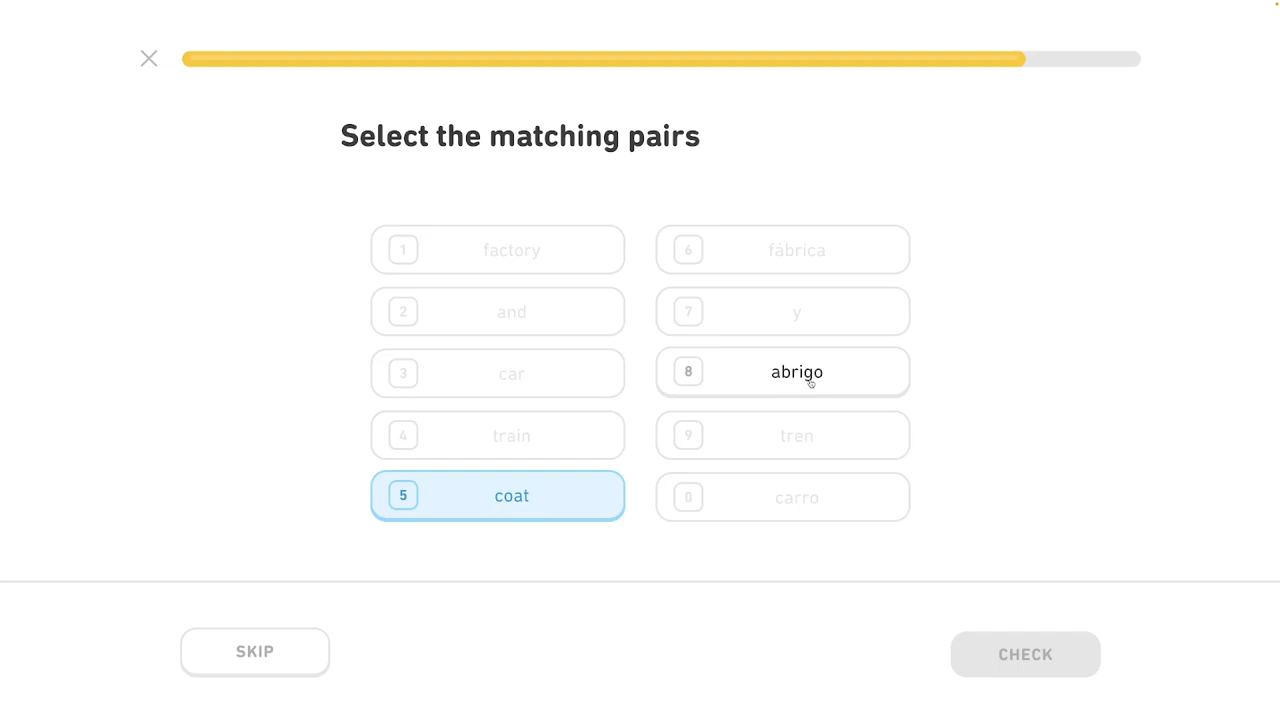 Select the matching pairs
1 factory
6 fábrica
2 and
7 y
3 car
8 abrigo
4 train
9 tren
5 coat
0 carro
SKIP
CHECK